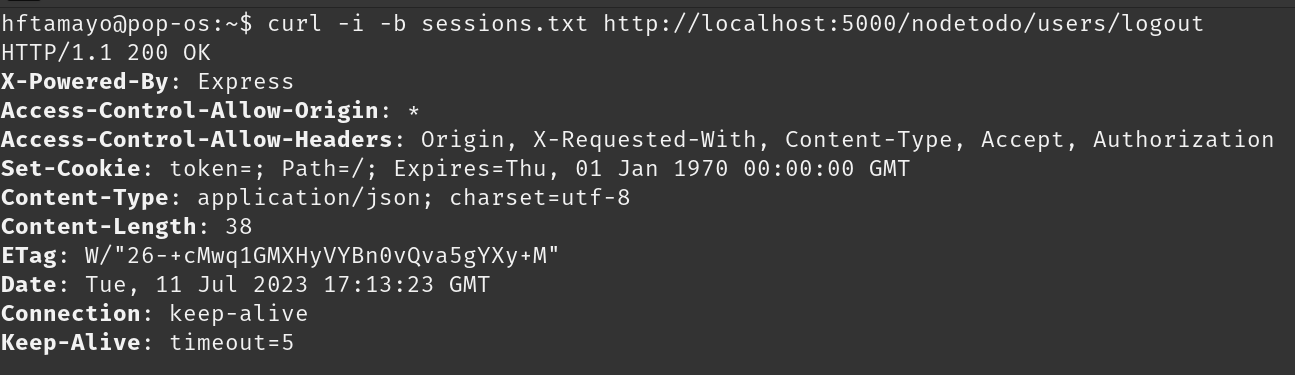 hftamayo@pop-os:~$ curl -i -b sessions.txt http://localhost:5000/nodetodo/users/logout
HTTP/1.1 200 OK
X-Powered-By: Express
Access-Control-Allow-Origin: *
Access-Control-Allow-Headers: Origin, X-Requested-With, Content-Type, Accept, Authorization
Set-Cookie: token=; Path=/; Expires=Thu, 01 Jan 1970 00:00:00 GMT
Content-Type: application/json; charset=utf-8
Content-Length: 38
ETag: W/"26-+cMwq1GMXHyVYBn0vQva5gYXy+M"
Date: Tue, 11 Jul 2023 17:13:23 GMT
Connection: keep-alive
Keep-Alive: timeout=5